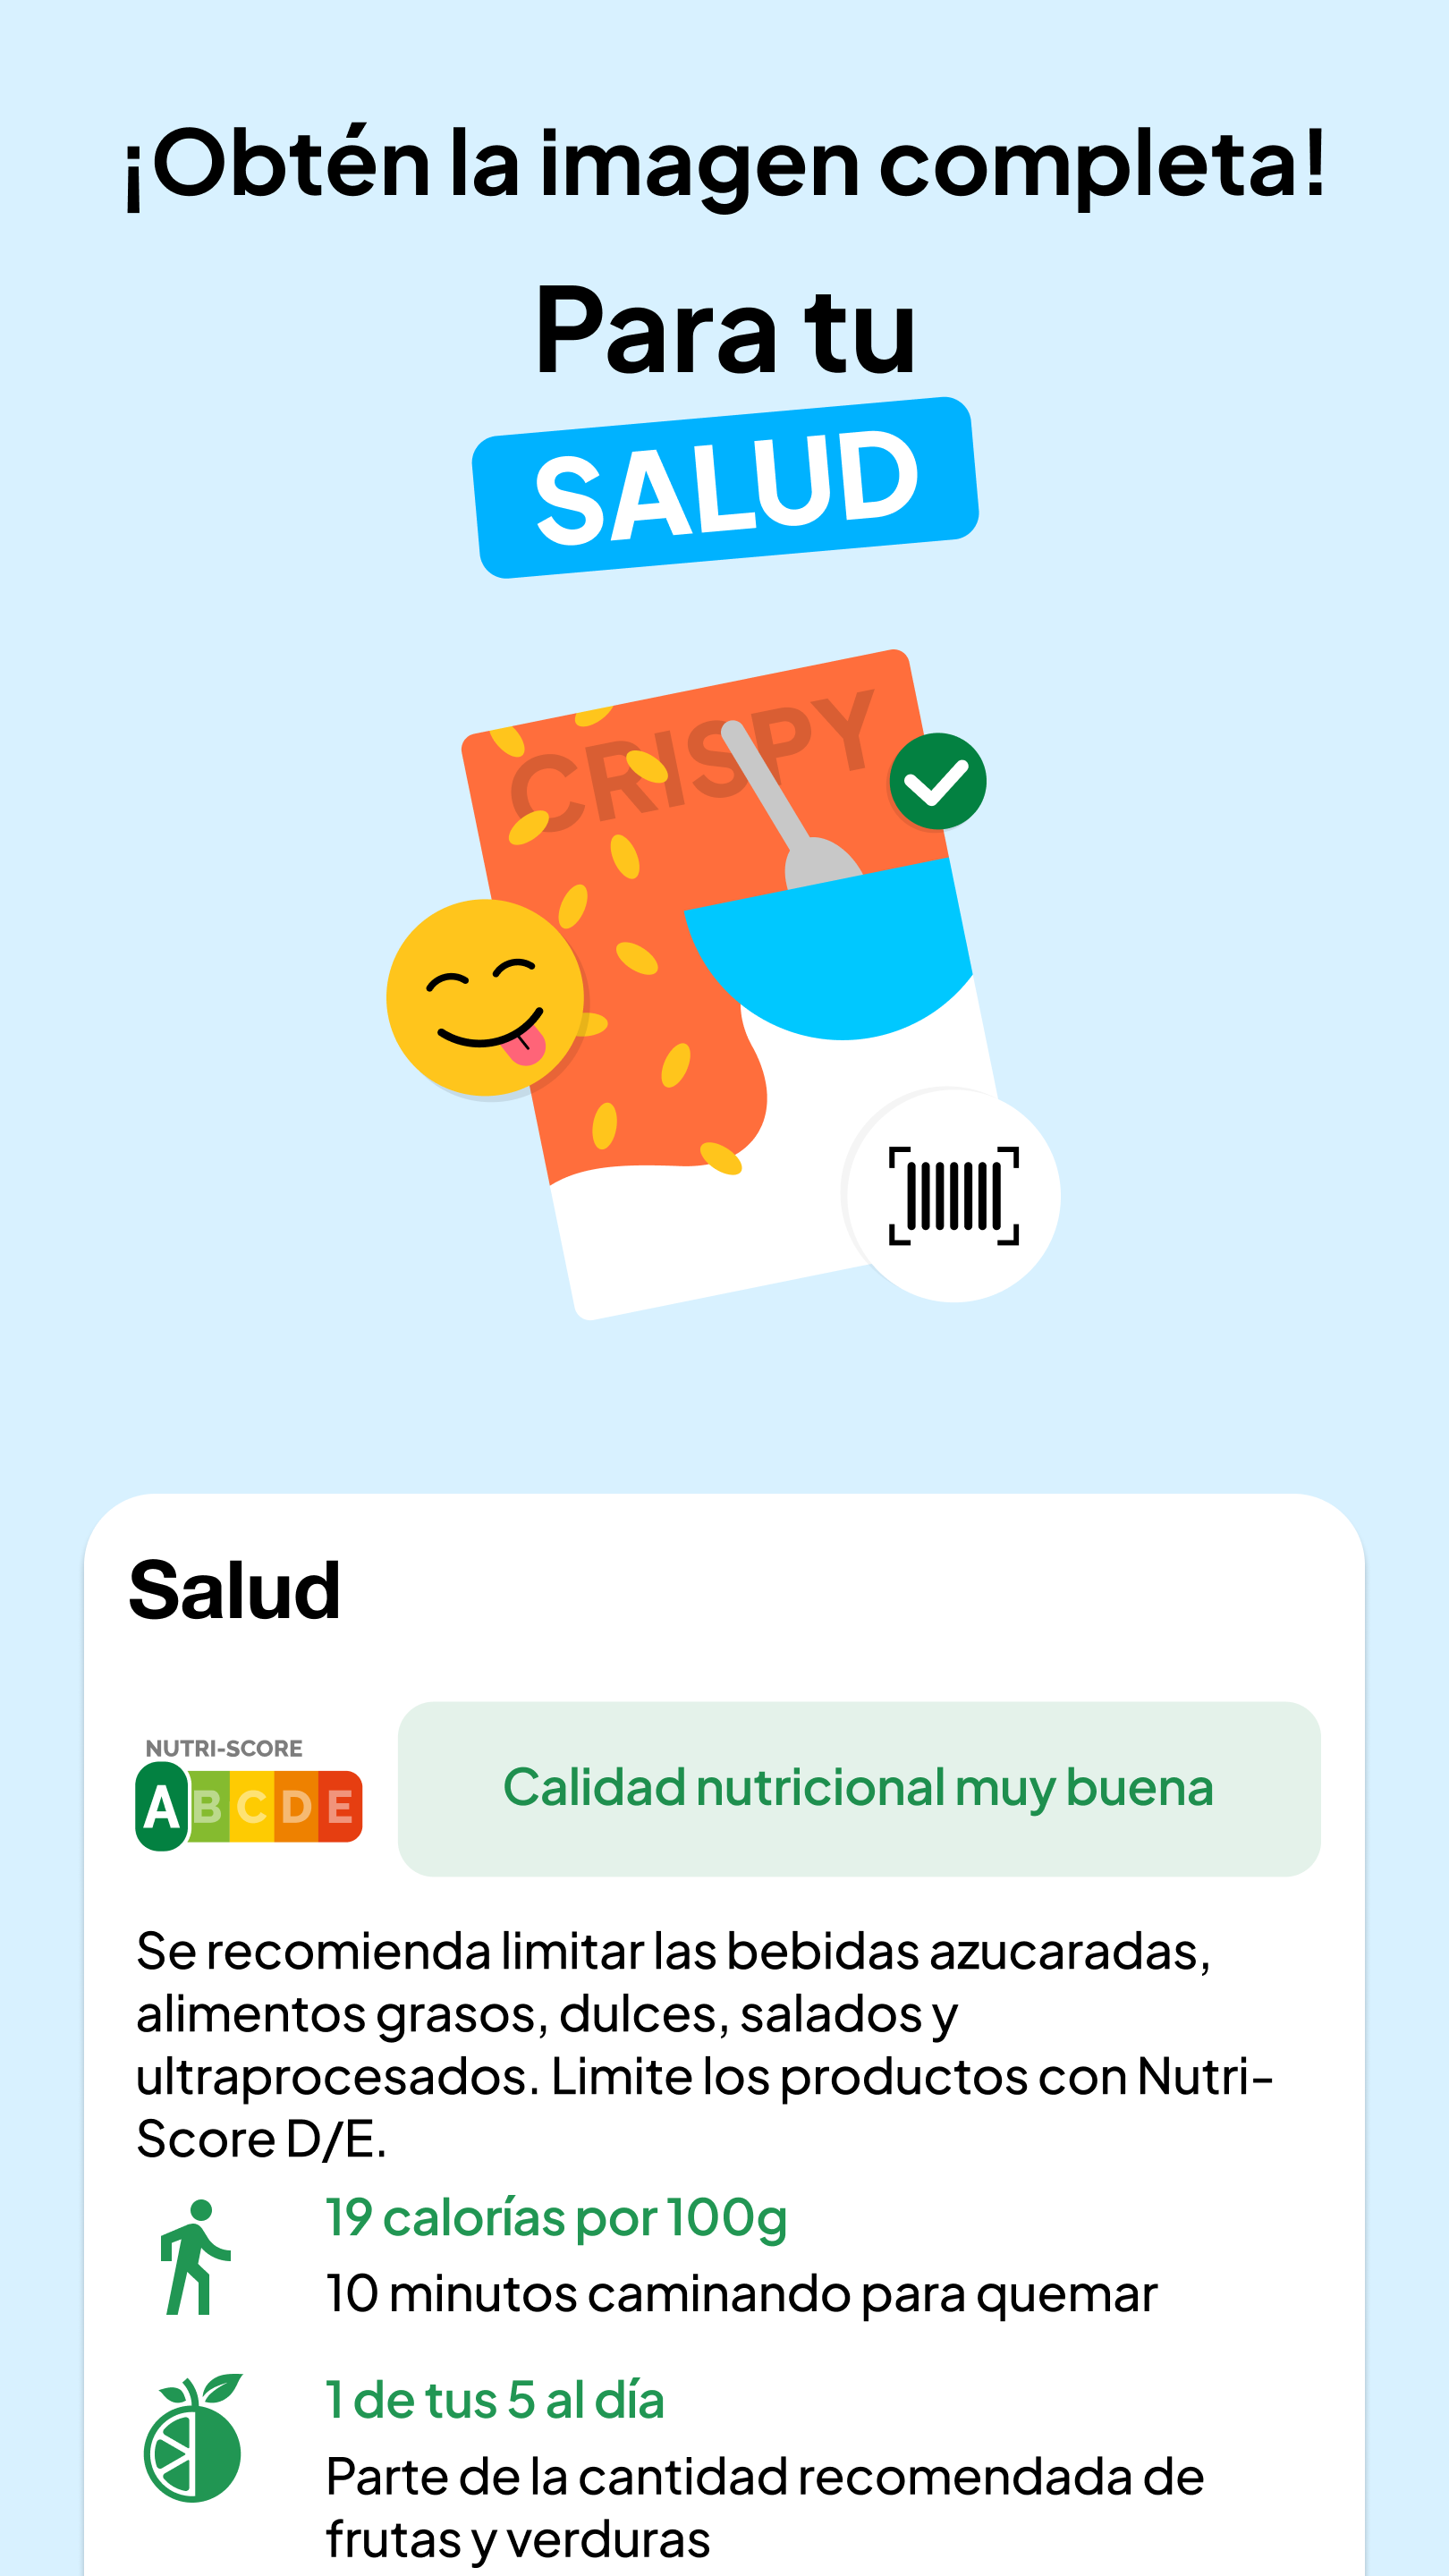 ¡Obtén la imagen completa!
Para tu
SALUD
CRISPY
Salud
NUTRI-SCORE
A B C D E
Calidad nutricional muy buena
Se recomienda limitar las bebidas azucaradas,
alimentos grasos, dulces, salados y
ultraprocesados. Limite los productos con Nutri-
Score D/E.
19 calorías por 100g
10 minutos caminando para quemar
1 de tus 5 al día
Parte de la cantidad recomendada de
frutas y verduras